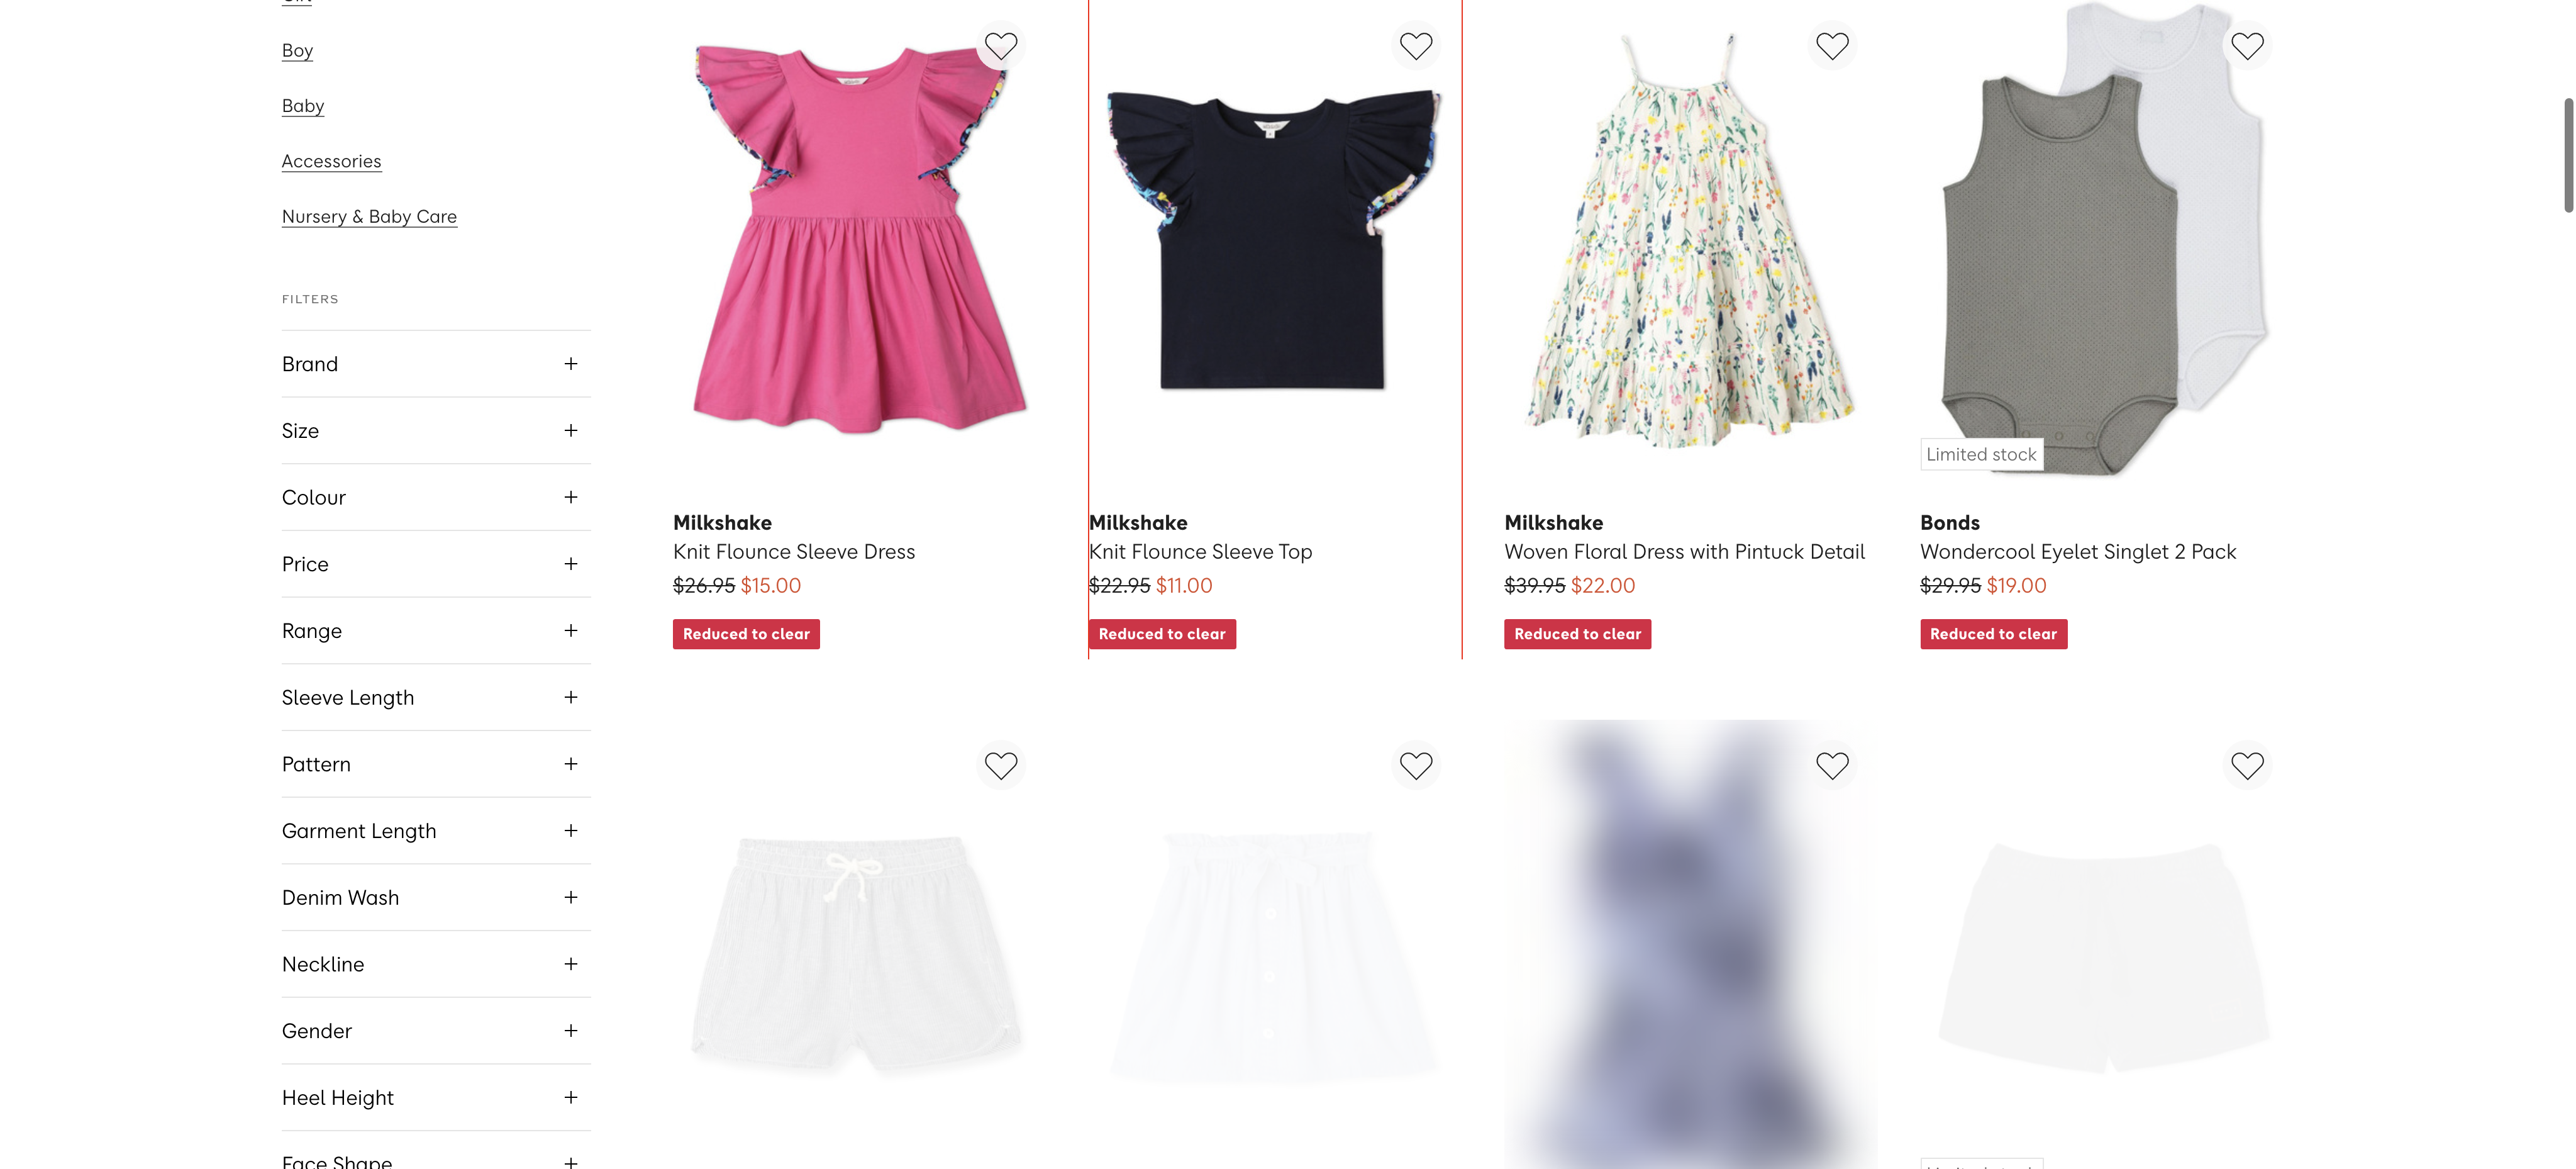 Boy
Baby
Accessories
Nursery & Baby Care
FILTERS
Brand
Size
Colour
Price
Range
Sleeve Length
Pattern
Garment Length
Denim Wash
Neckline
Gender
Heel Height
Face Shape
Limited stock
Milkshake
Knit Flounce Sleeve Dress
$26.95 $15.00
Reduced to clear
Milkshake
Knit Flounce Sleeve Top
$22.95 $11.00
Reduced to clear
Milkshake
Woven Floral Dress with Pintuck Detail
$39.95 $22.00
Reduced to clear
Bonds
Wondercool Eyelet Singlet 2 Pack
$29.95 $19.00
Reduced to clear